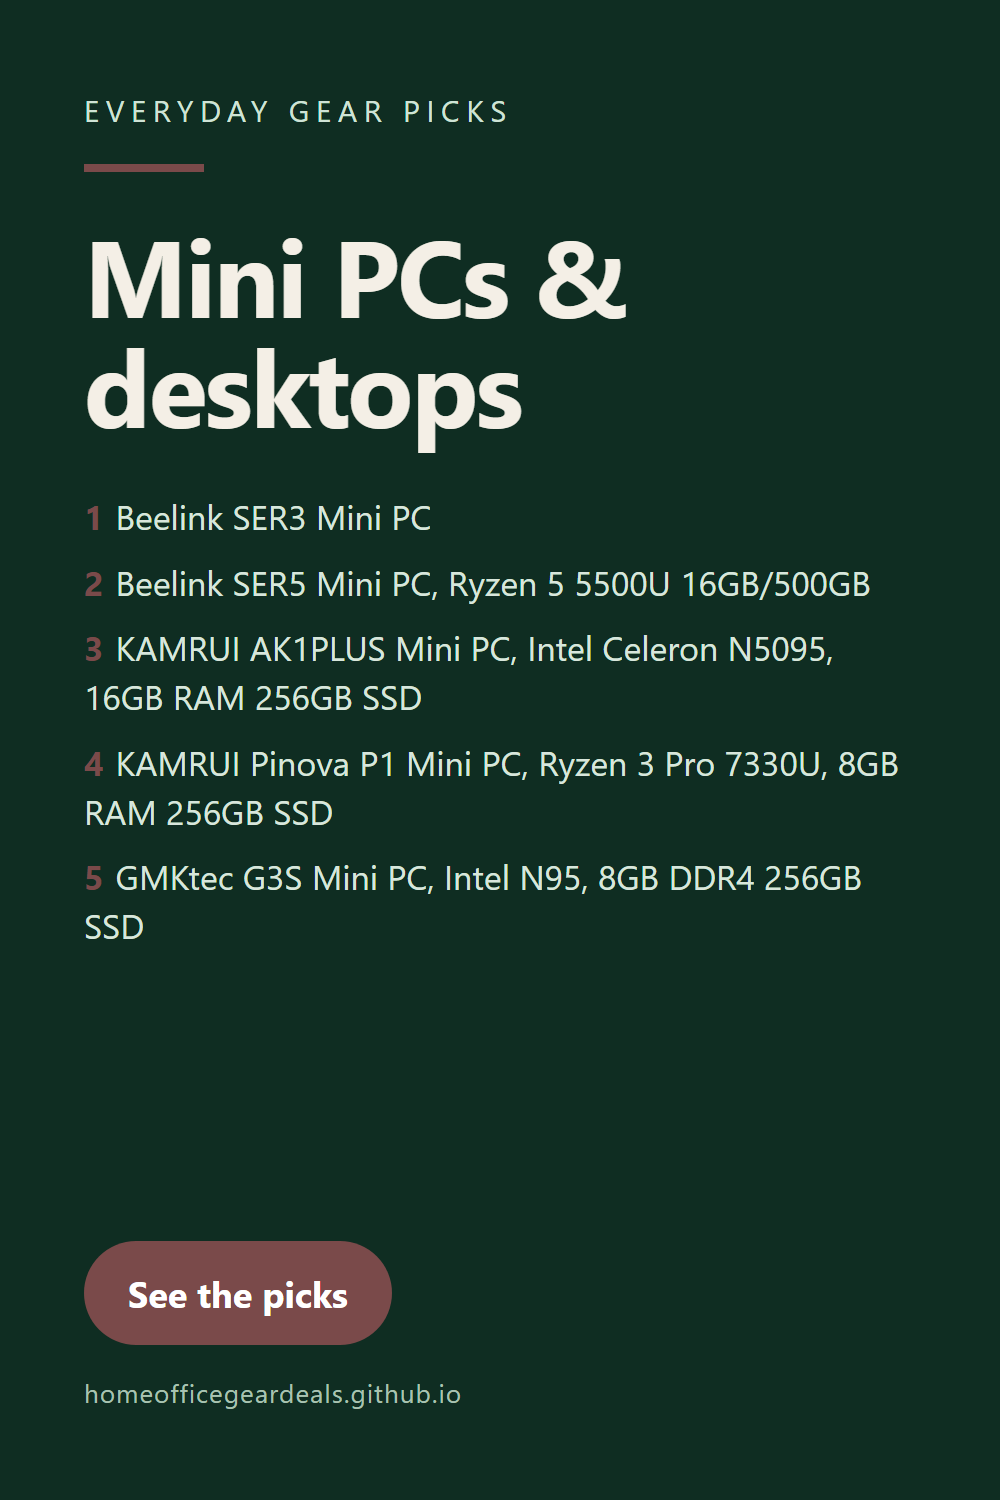 EVERYDAY GEAR PICKS
Mini PCs &
desktops
1 Beelink SER3 Mini PC
2 Beelink SER5 Mini PC, Ryzen 5 5500U 16GB/500GB
3 KAMRUI AK1PLUS Mini PC, Intel Celeron N5095,
16GB RAM 256GB SSD
4 KAMRUI Pinova P1 Mini PC, Ryzen 3 Pro 7330U, 8GB
RAM 256GB SSD
5 GMKtec G3S Mini PC, Intel N95, 8GB DDR4 256GB
SSD
See the picks
homeofficegeardeals.github.io